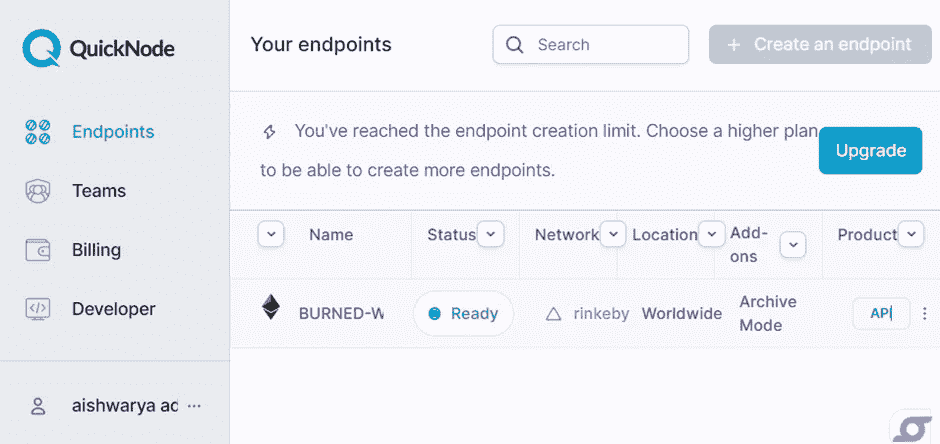 QuickNode
Your endpoints
Search
+ Create an endpoint
Endpoints
Teams
Billing
Developer
aishwarya ad ...
You've reached the endpoint creation limit. Choose a higher plan
to be able to create more endpoints.
Upgrade
Name
Status
Network
Location
Add-
ons
Product
BURNED-W
Ready
rinkeby
Worldwide
Archive
Mode
API